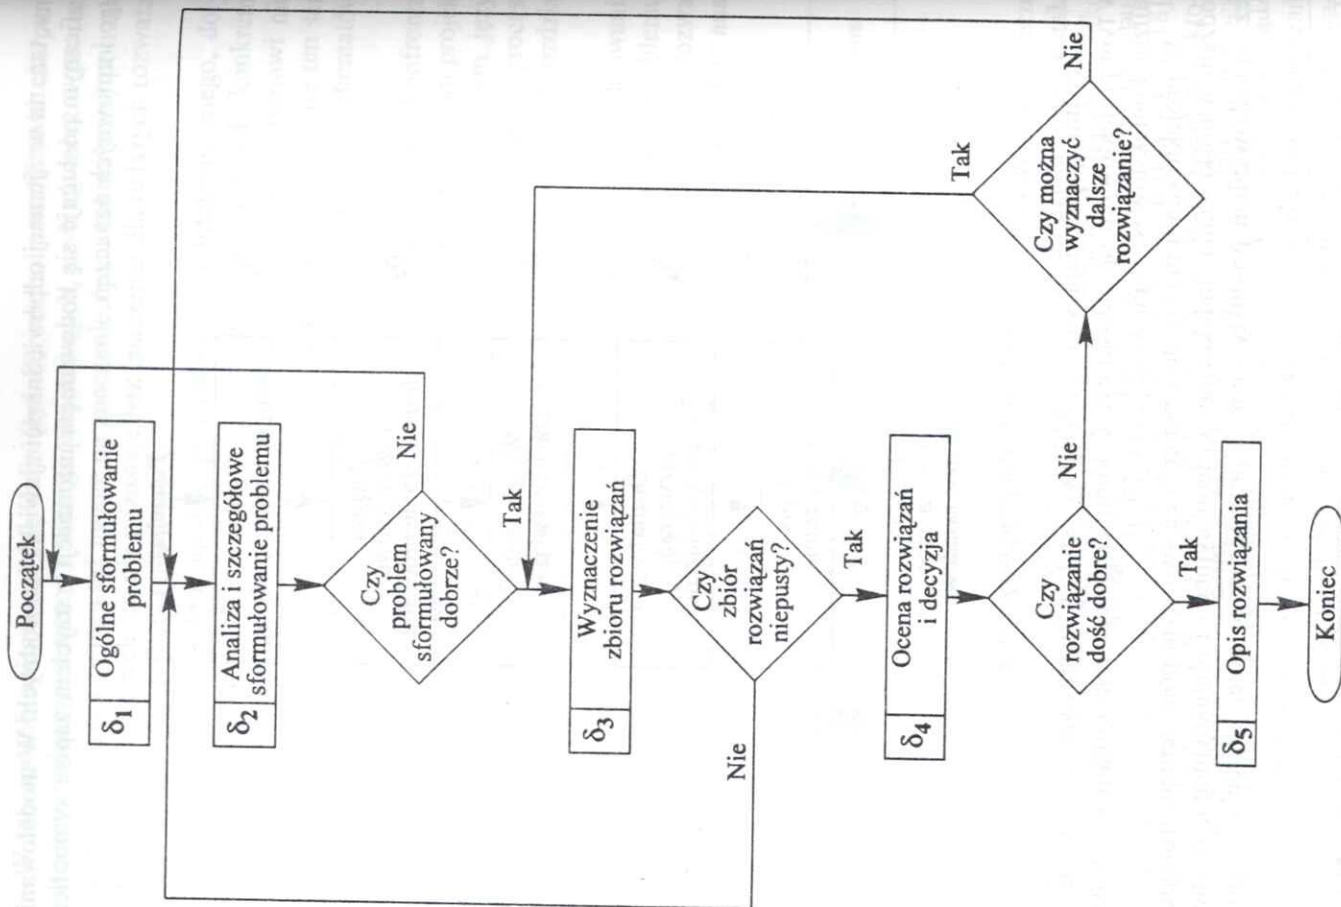 Początek
δ1
Ogólne sformułowanie
problemu
δ2
Analiza i szczegółowe
sformułowanie problemu
Czy
problem
sformułowany
dobrze?
Nie
Tak
δ3
Wyznaczenie
zbioru rozwiązań
Czy
zbiór
rozwiązań
niepusty?
Nie
Tak
δ4
Ocena rozwiązań
i decyzja
Czy
rozwiązanie
dość dobre?
Nie
Tak
Czy można
wyznaczyć
dalsze
rozwiązanie?
Tak
Nie
δ5
Opis rozwiązania
Koniec